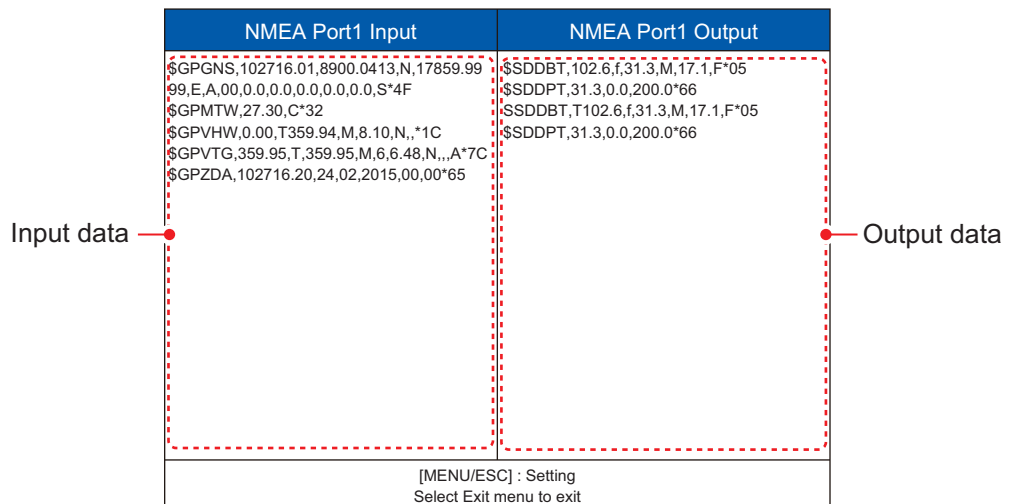 NMEA Port1 Input
NMEA Port1 Output
$GPGNS,102716.01,8900.0413,N,17859.99
99,E,A,00,0.0,0.0,0.0,0.0,0.0,S*4F
$GPMTW,27.30,C*32
$GPVHW,0.00,T359.94,M,8.10,N,,*1C
$GPVTG,359.95,T,359.95,M,6,6.48,N,,,A*7C
$GPZDA,102716.20,24,02,2015,00,00*65
$SDDBT,102.6,f,31.3,M,17.1,F*05
$SDDPT,31.3,0.0,200.0*66
SSDDBT,T102.6,f,31.3,M,17.1,F*05
$SDDPT,31.3,0.0,200.0*66
Input data
Output data
[MENU/ESC] : Setting
Select Exit menu to exit